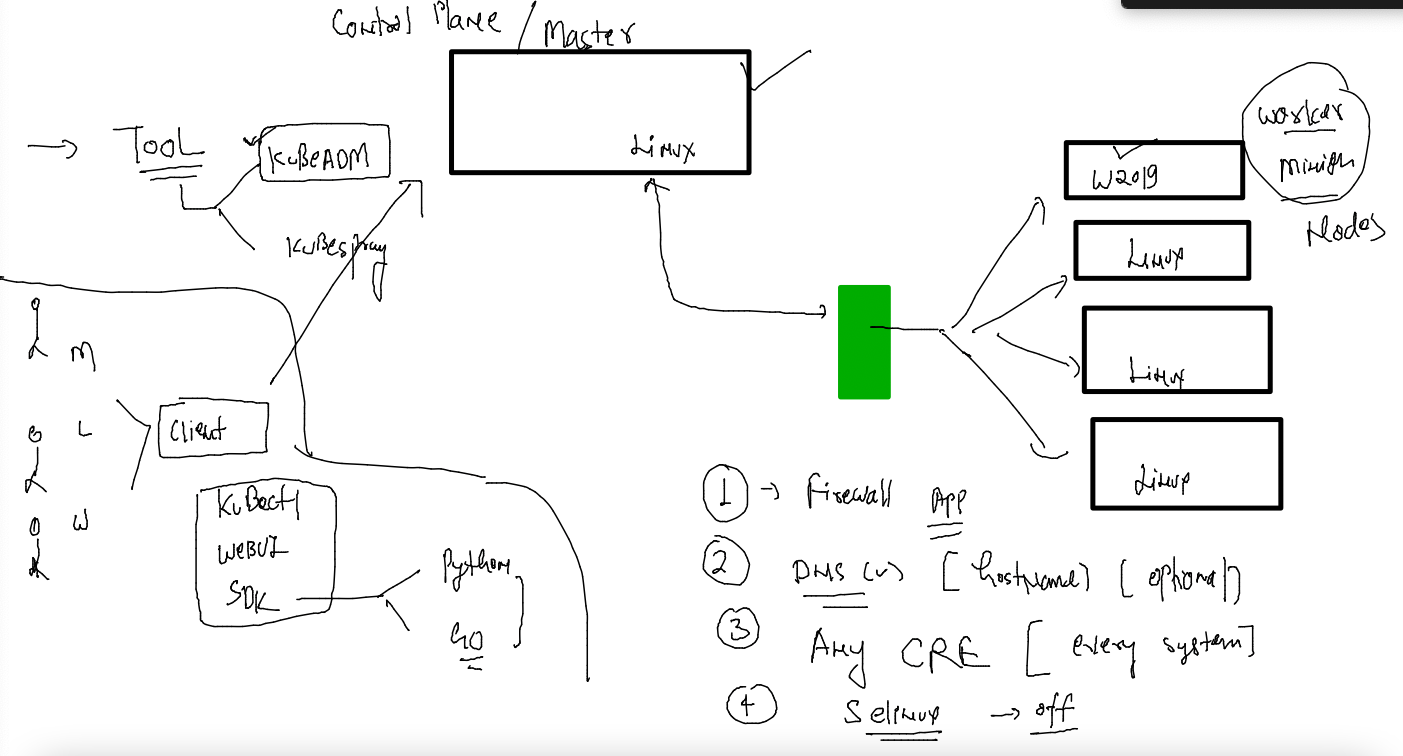 Control Plane / Master
Linux
→ TOOL
KuBeADM
KuBespray
worker
minion
Nodes
W2019
Linux
Linux
Linux
M
L
W
Client
KuBectl
WEBUI
SDK
Python
GO
1 → Firewall APP
2 DNS (v) [hostname] [optional]
3 Any CRE [every system]
4 Selinux → off